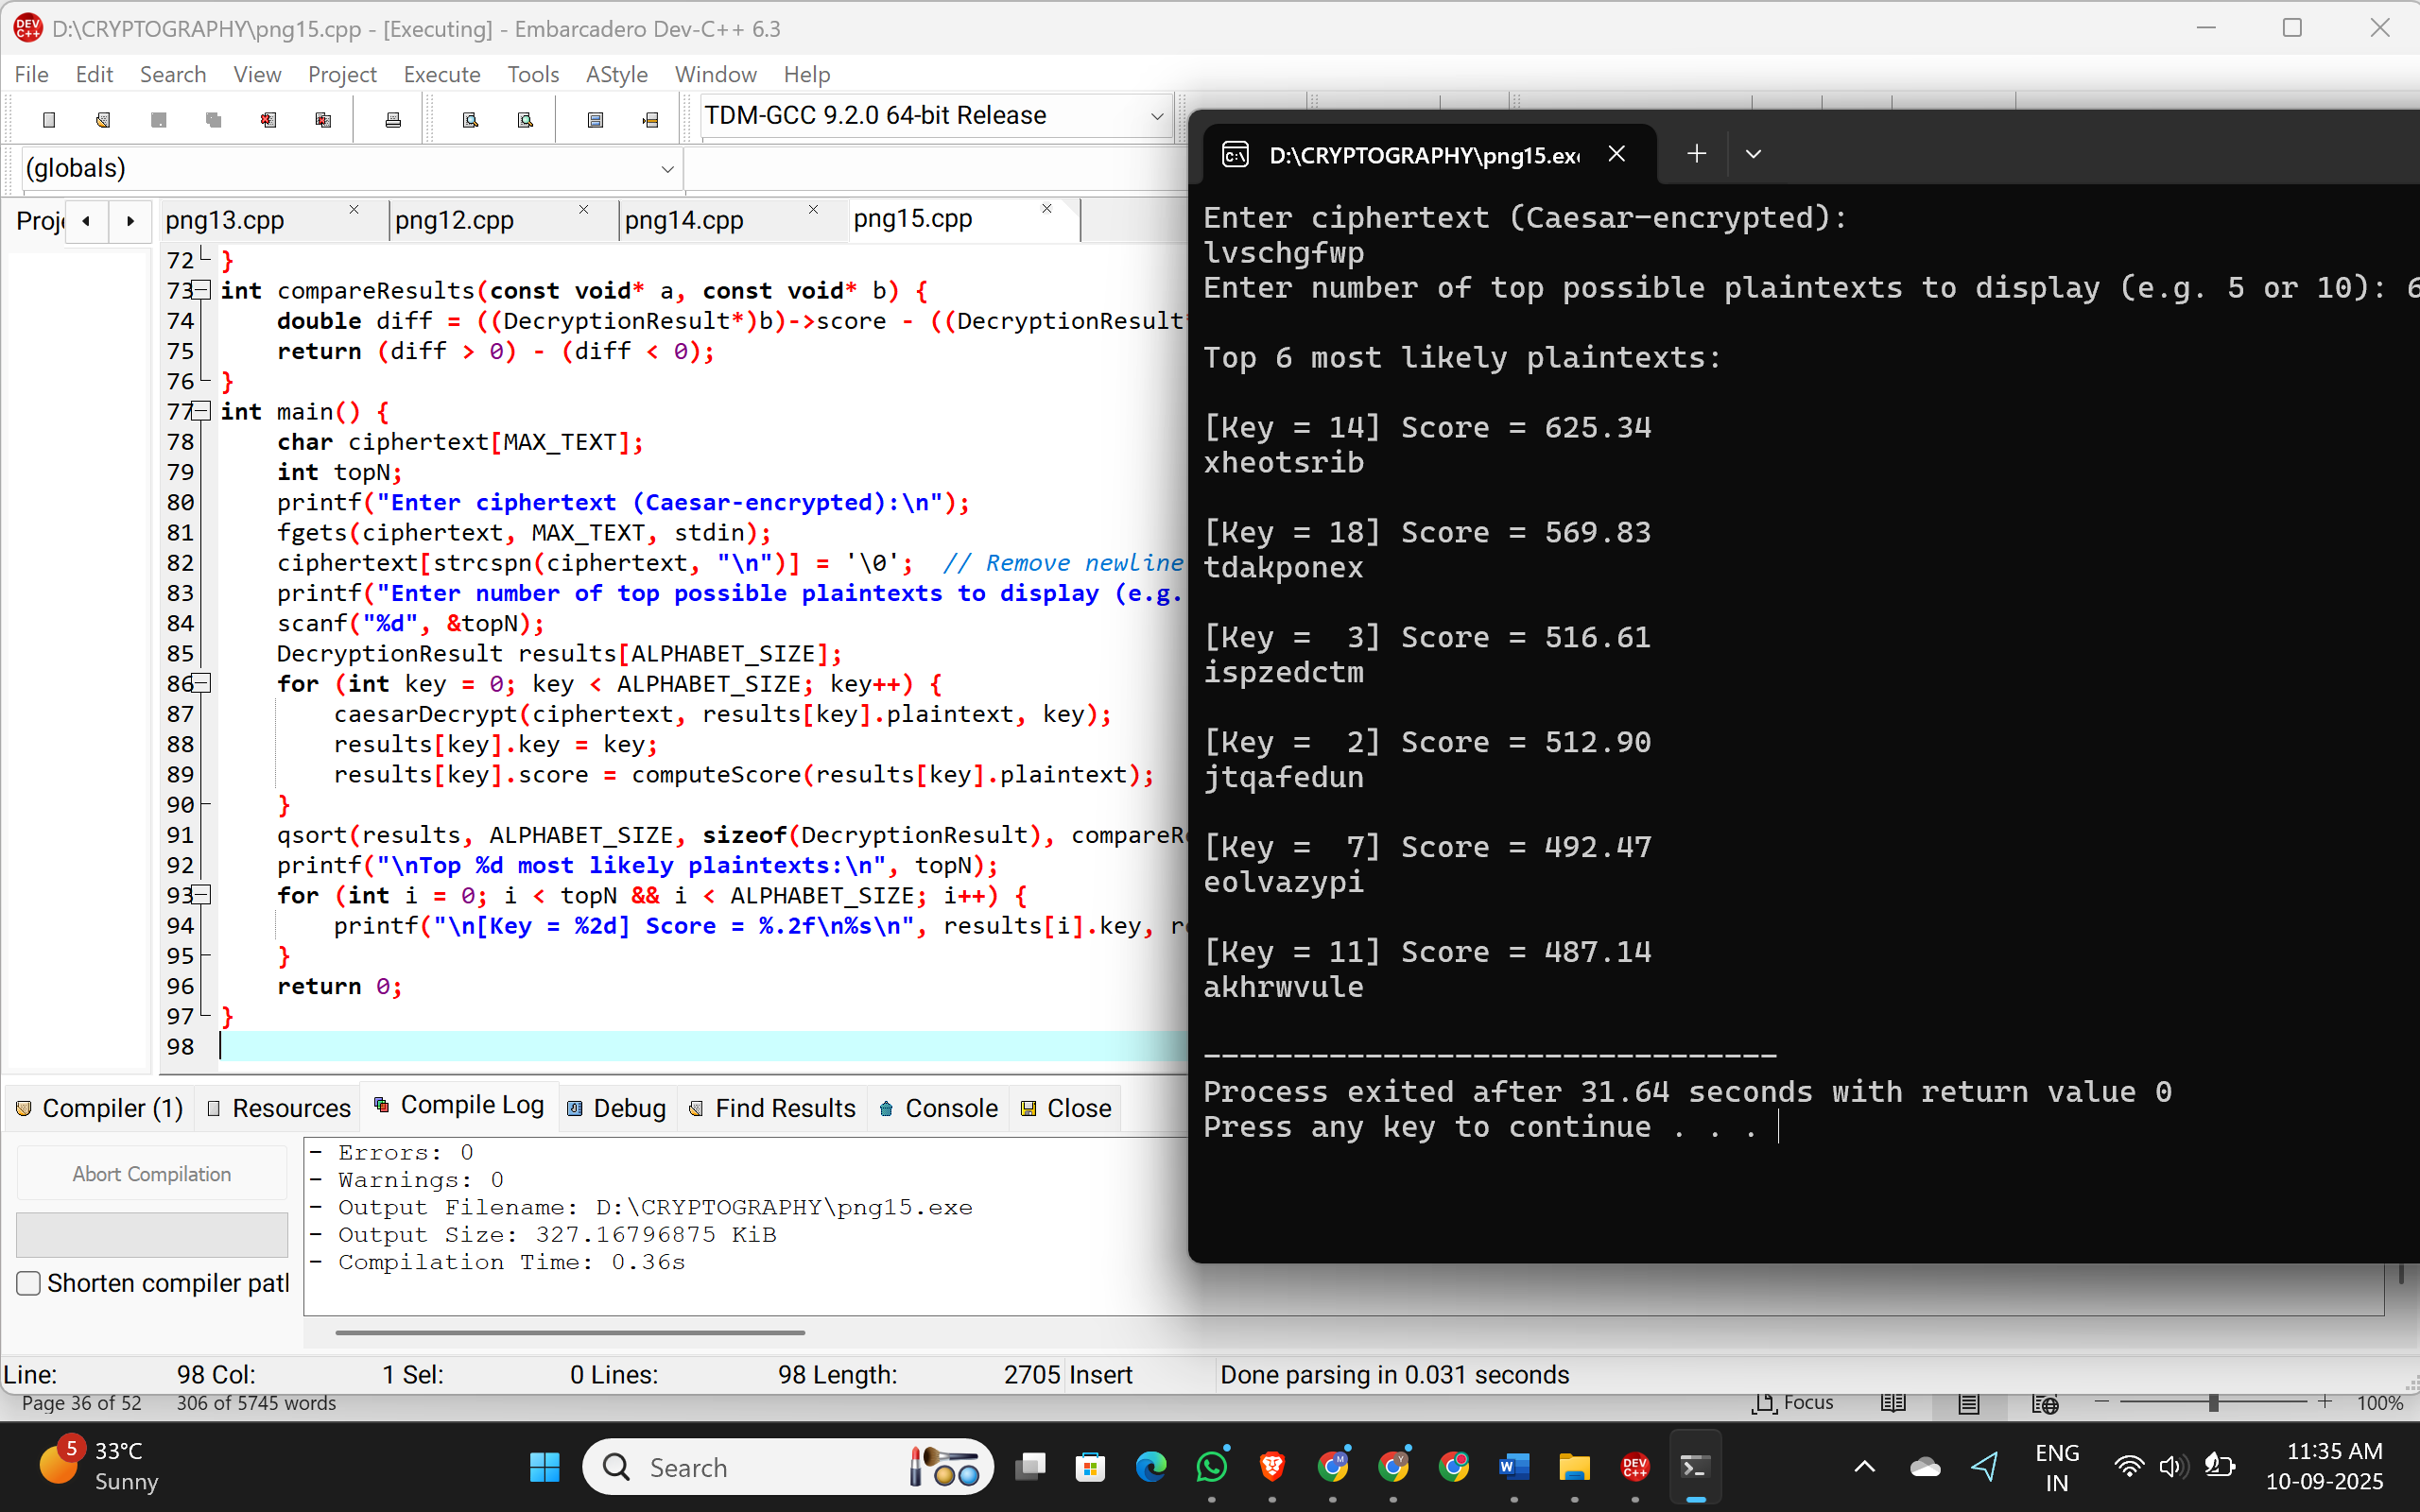 D:\CRYPTOGRAPHY\png15.cpp - [Executing] - Embarcadero Dev-C++ 6.3
File Edit Search View Project Execute Tools AStyle Window Help
TDM-GCC 9.2.0 64-bit Release
(globals)
png13.cpp png12.cpp png14.cpp png15.cpp
72 }
73 int compareResults(const void* a, const void* b) {
74 double diff = ((DecryptionResult*)b)->score - ((DecryptionResult
75 return (diff > 0) - (diff < 0);
76 }
77 int main() {
78 char ciphertext[MAX_TEXT];
79 int topN;
80 printf("Enter ciphertext (Caesar-encrypted):\n");
81 fgets(ciphertext, MAX_TEXT, stdin);
82 ciphertext[strcspn(ciphertext, "\n")] = '\0'; // Remove newline
83 printf("Enter number of top possible plaintexts to display (e.g.
84 scanf("%d", &topN);
85 DecryptionResult results[ALPHABET_SIZE];
86 for (int key = 0; key < ALPHABET_SIZE; key++) {
87 caesarDecrypt(ciphertext, results[key].plaintext, key);
88 results[key].key = key;
89 results[key].score = computeScore(results[key].plaintext);
90 }
91 qsort(results, ALPHABET_SIZE, sizeof(DecryptionResult),
92 printf("\nTop %d most likely plaintexts:\n", topN);
93 for (int i = 0; i < topN && i < ALPHABET_SIZE; i++) {
94 printf("\n[Key = %2d] Score = %.2f\n%s\n", results[i].key,
95 }
96 return 0;
97 }
98
D:\CRYPTOGRAPHY\png15.ex
Enter ciphertext (Caesar-encrypted):
lvschgfwp
Enter number of top possible plaintexts to display (e.g. 5 or 10): 6
Top 6 most likely plaintexts:
[Key = 14] Score = 625.34
xheotsrib
[Key = 18] Score = 569.83
tdakponex
[Key =  3] Score = 516.61
ispzedctm
[Key =  2] Score = 512.90
jtqafedun
[Key =  7] Score = 492.47
eolvazypi
[Key = 11] Score = 487.14
akhrwvule
--------------------------------
Process exited after 31.64 seconds with return value 0
Press any key to continue . . .
Compiler (1) Resources Compile Log Debug Find Results Console Close
Abort Compilation
Shorten compiler
- Errors: 0
- Warnings: 0
- Output Filename: D:\CRYPTOGRAPHY\png15.exe
- Output Size: 327.16796875 KiB
- Compilation Time: 0.36s
Line: 98 Col: 1 Sel: 0 Lines: 98 Length: 2705 Insert Done parsing in 0.031 seconds
Page 36 of 52 306 of 5745 words Focus 100%
5 33°C
Sunny
Search
ENG
IN
11:35 AM
10-09-2025